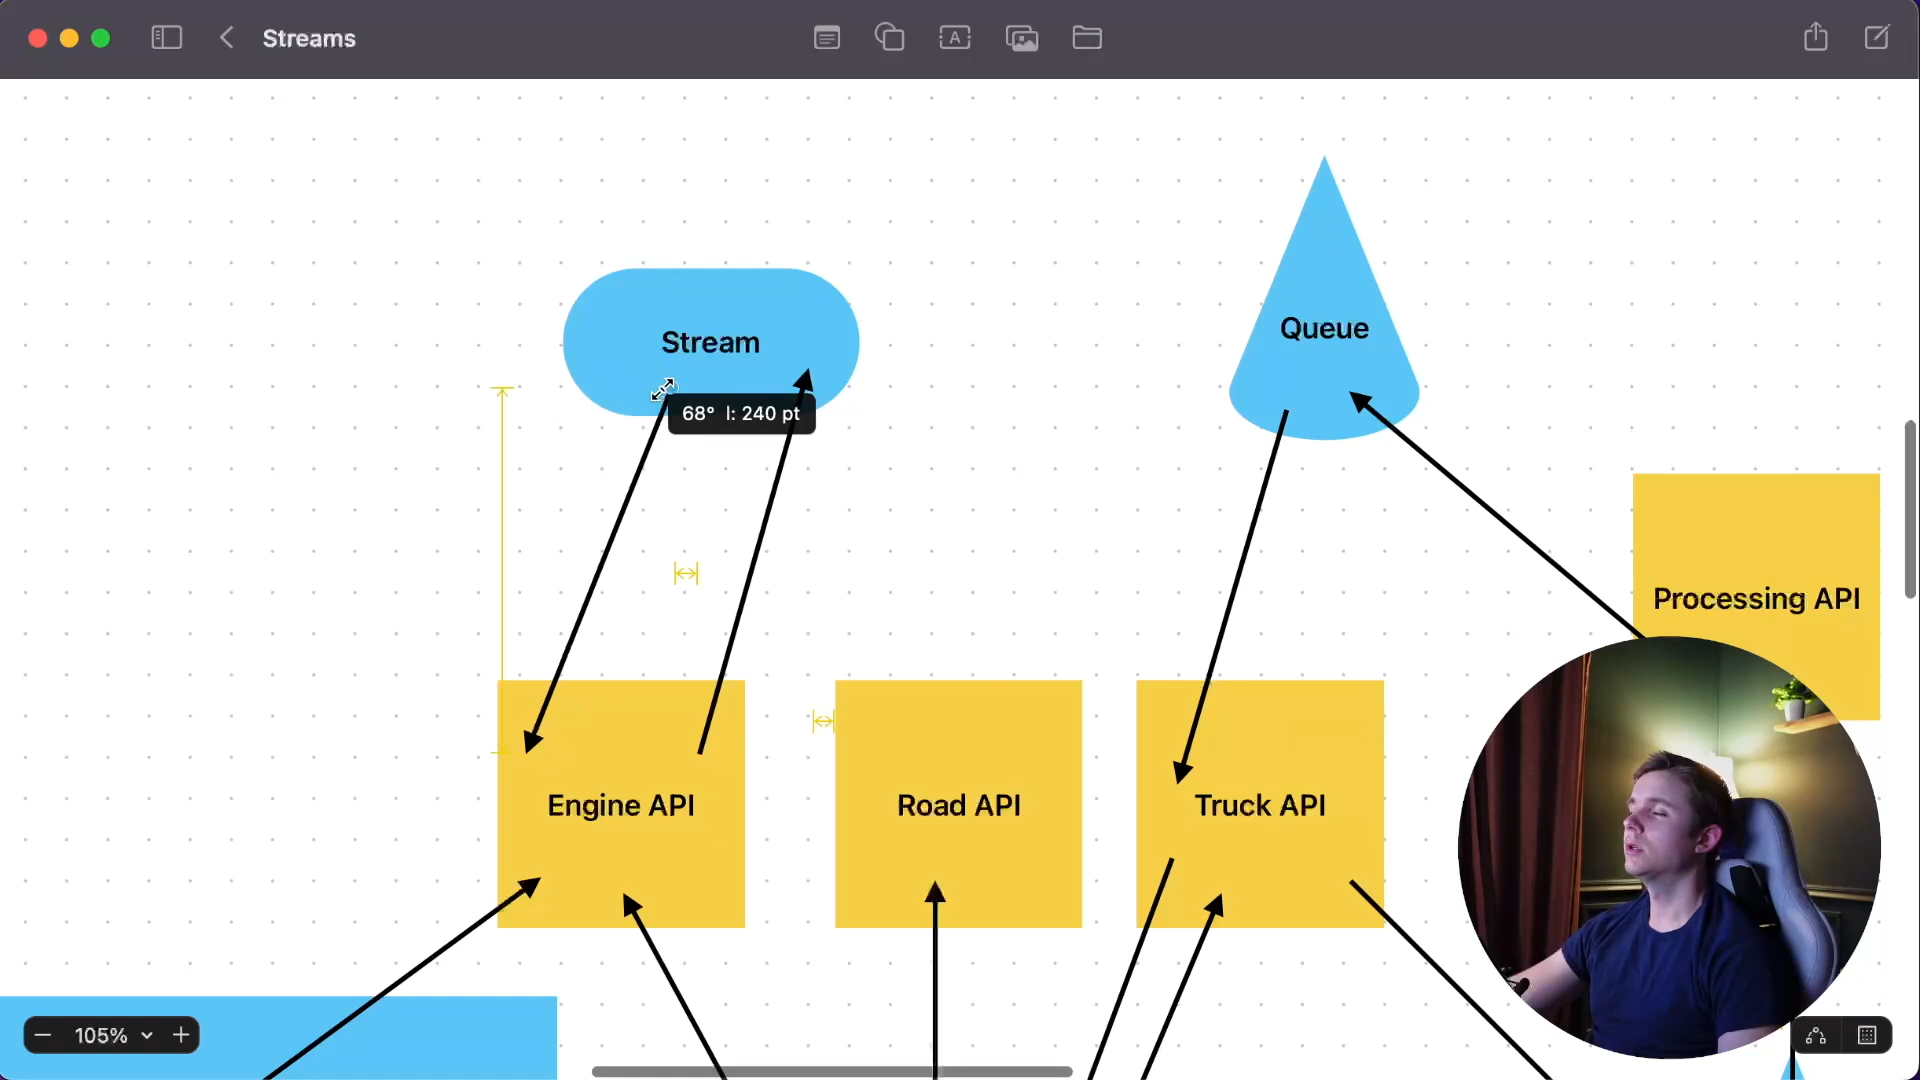 Streams
Queue
Stream
68° l: 240 pt
Processing API
Engine API
Road API
Truck API
105%